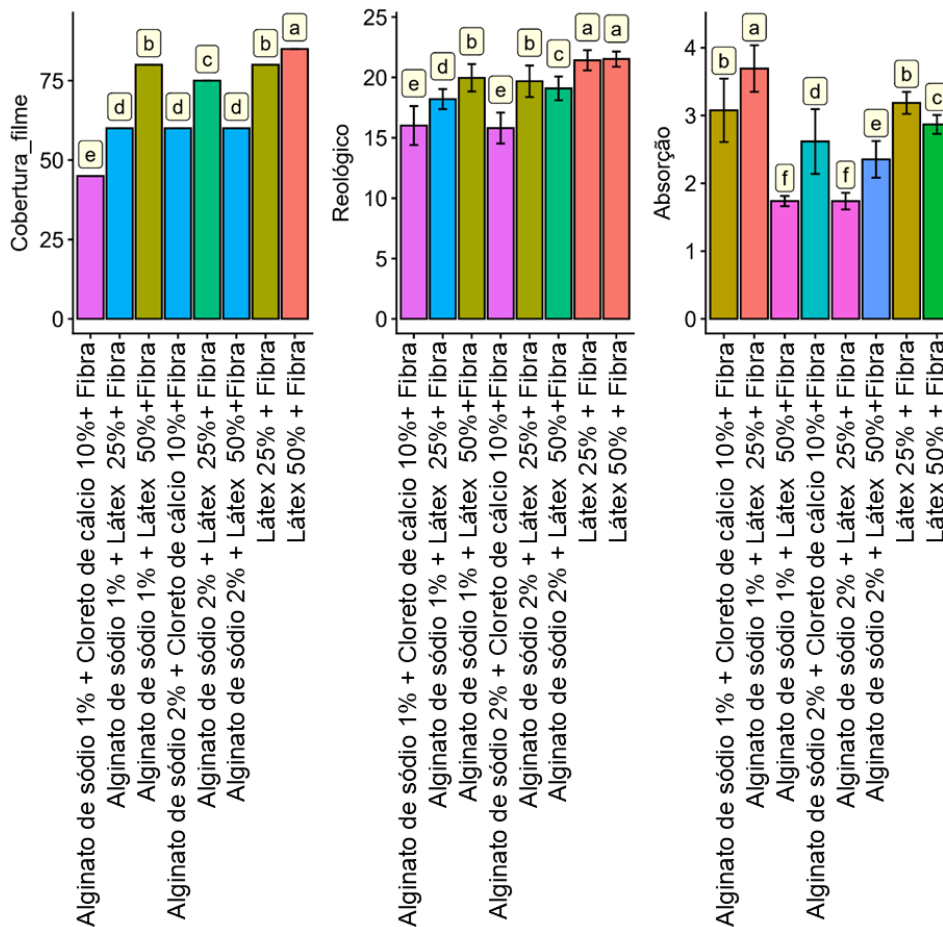 Cobertura_filme
75
50
25
0
e
d
b
d
c
d
b
a
Alginato de sódio 1% + Cloreto de cálcio 10%+ Fibra
Alginato de sódio 1% + Látex  25%+ Fibra
Alginato de sódio 1% + Látex  50%+Fibra
Alginato de sódio 2% + Cloreto de cálcio 10%+Fibra
Alginato de sódio 2% + Látex  25%+ Fibra
Alginato de sódio 2% + Látex  50%+Fibra
Látex 25% + Fibra
Látex 50% + Fibra
Reológico
25
20
15
10
5
0
e
d
b
e
b
c
a
a
Alginato de sódio 1% + Cloreto de cálcio 10%+ Fibra
Alginato de sódio 1% + Látex  25%+ Fibra
Alginato de sódio 1% + Látex  50%+Fibra
Alginato de sódio 2% + Cloreto de cálcio 10%+Fibra
Alginato de sódio 2% + Látex  25%+ Fibra
Alginato de sódio 2% + Látex  50%+Fibra
Látex 25% + Fibra
Látex 50% + Fibra
Absorção
4
3
2
1
0
b
a
f
d
f
e
b
c
Alginato de sódio 1% + Cloreto de cálcio 10%+ Fibra
Alginato de sódio 1% + Látex  25%+ Fibra
Alginato de sódio 1% + Látex  50%+Fibra
Alginato de sódio 2% + Cloreto de cálcio 10%+Fibra
Alginato de sódio 2% + Látex  25%+ Fibra
Alginato de sódio 2% + Látex  50%+Fibra
Látex 25% + Fibra
Látex 50% + Fibra